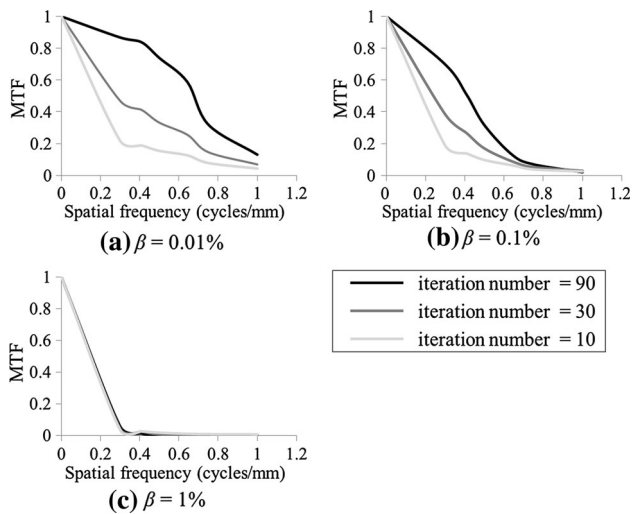 1
0.8
0.6
0.4
0.2
0
MTF
0 0.2 0.4 0.6 0.8 1 1.2
Spatial frequency (cycles/mm)
(a) β = 0.01%
1
0.8
0.6
0.4
0.2
0
MTF
0 0.2 0.4 0.6 0.8 1 1.2
Spatial frequency (cycles/mm)
(b) β = 0.1%
1
0.8
0.6
0.4
0.2
0
MTF
0 0.2 0.4 0.6 0.8 1 1.2
Spatial frequency (cycles/mm)
(c) β = 1%
iteration number = 90
iteration number = 30
iteration number = 10